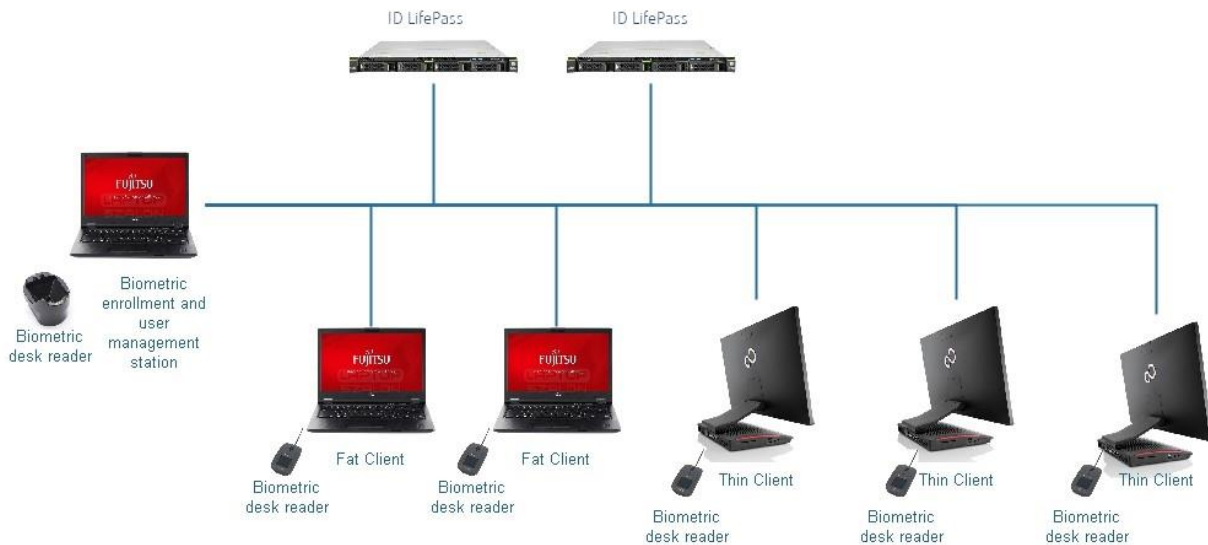 ID LifePass
ID LifePass
FUJITSU
Biometric
desk reader
Biometric
enrollment and
user
management
station
FUJITSU
FUJITSU
Fat Client
Fat Client
Thin Client
Thin Client
Thin Client
Biometric
desk reader
Biometric
desk reader
Biometric
desk reader
Biometric
desk reader
Biometric
desk reader